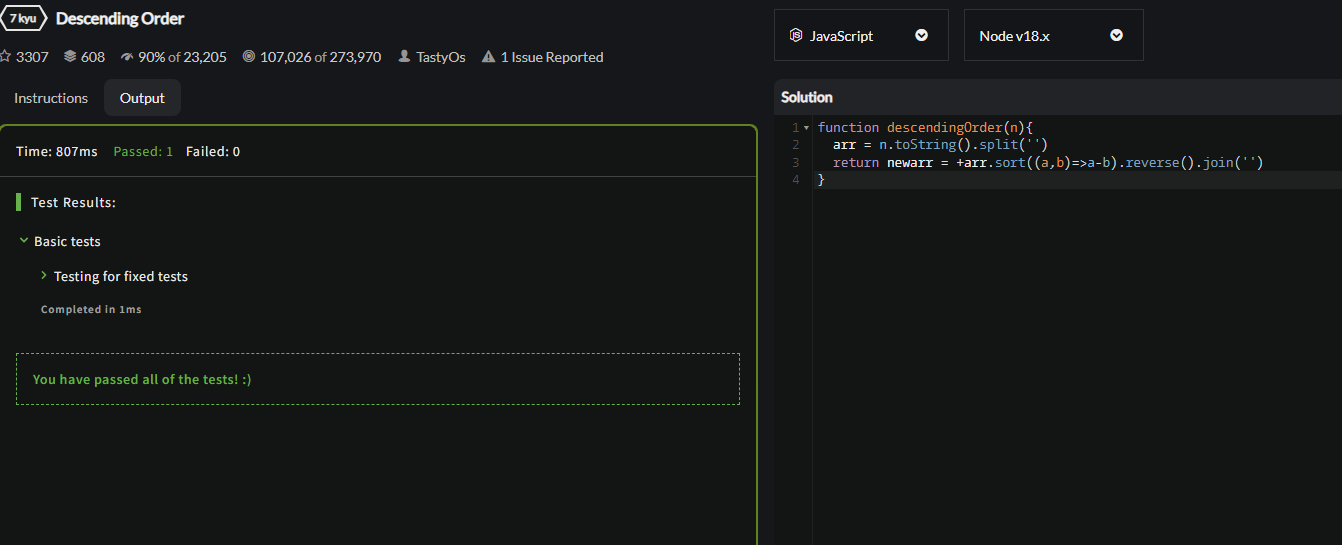 7 kyu Descending Order
3307 608 90% of 23,205 107,026 of 273,970 TastyOs 1 Issue Reported
Instructions Output
Time: 807ms Passed: 1 Failed: 0
Test Results:
Basic tests
Testing for fixed tests
Completed in 1ms
You have passed all of the tests! :)
JavaScript Node v18.x
Solution
1 function descendingOrder(n){
2 arr = n.toString().split('')
3 return newarr = +arr.sort((a,b)=>a-b).reverse().join('')
4 }